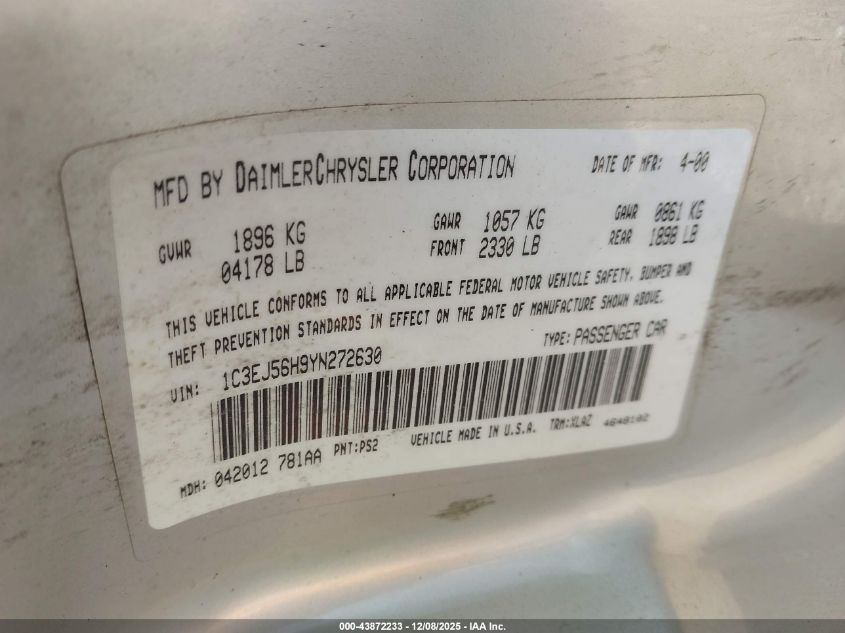 MFD BY DAIMLERCHRYSLER CORPORATION DATE OF MFR: 4-00
GVWR 1896 KG GAWR 1057 KG GAWR 0861 KG
04178 LB FRONT 2330 LB REAR 1898 LB
THIS VEHICLE CONFORMS TO ALL APPLICABLE FEDERAL MOTOR VEHICLE SAFETY, BUMPER AND
THEFT PREVENTION STANDARDS IN EFFECT ON THE DATE OF MANUFACTURE SHOWN ABOVE.
VIN: 1C3EJ56H9YN272630 TYPE: PASSENGER CAR
MDH: 042012 781AA PNT:PS2 VEHICLE MADE IN U.S.A. TRM:XLAZ 4648102
000-43872233 - 12/08/2025 - IAA Inc.